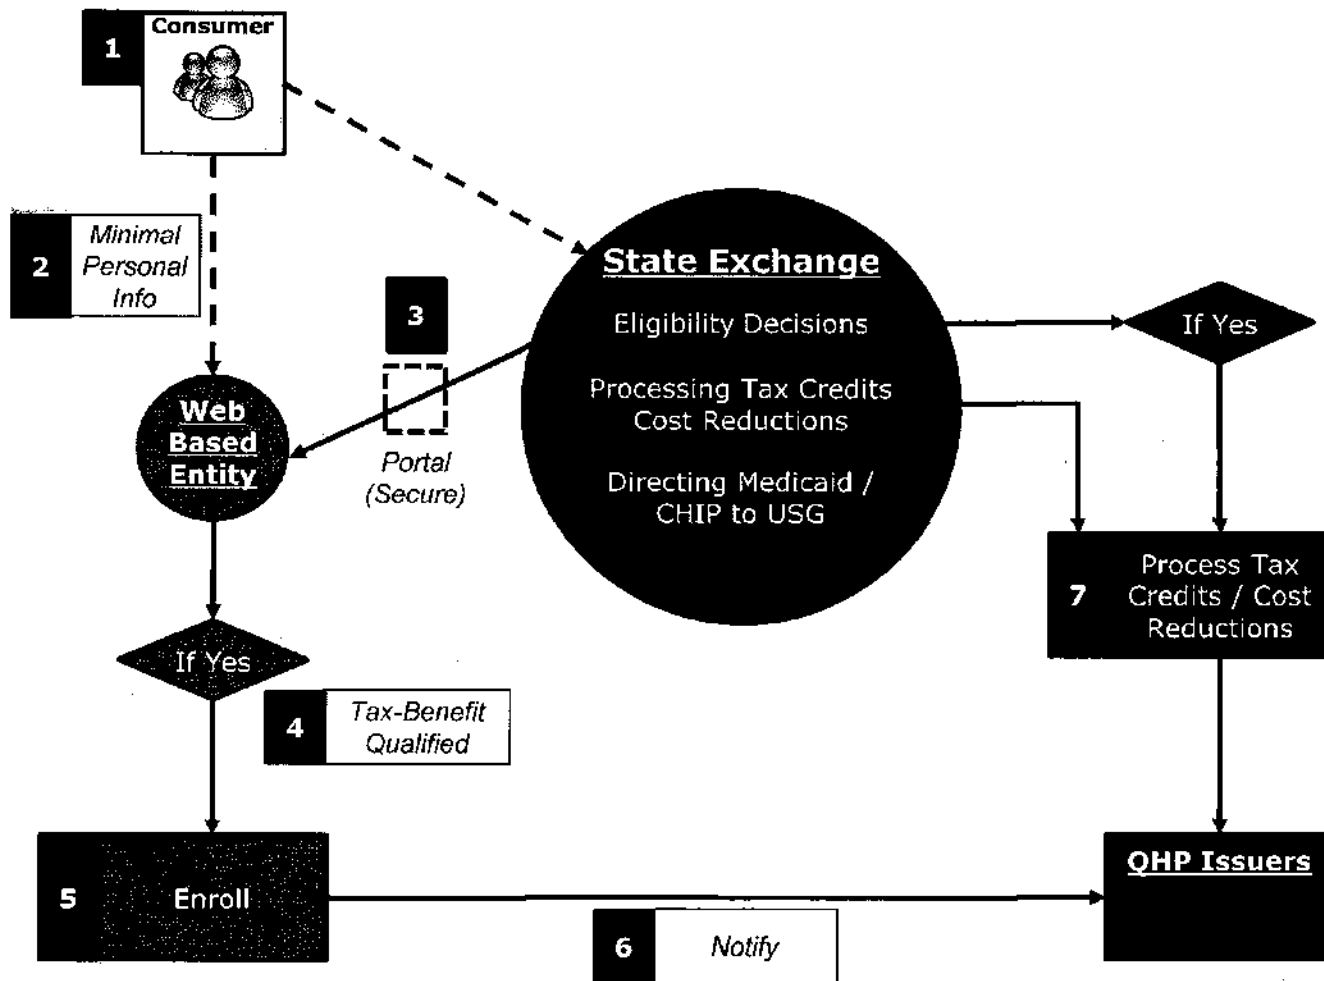 1
Consumer
2
Minimal
Personal
Info
3
Portal
(Secure)
State Exchange
Eligibility Decisions
Processing Tax Credits
Cost Reductions
Directing Medicaid /
CHIP to USG
If Yes
Web
Based
Entity
If Yes
4
Tax-Benefit
Qualified
7
Process Tax
Credits / Cost
Reductions
5
Enroll
6
Notify
QHP Issuers